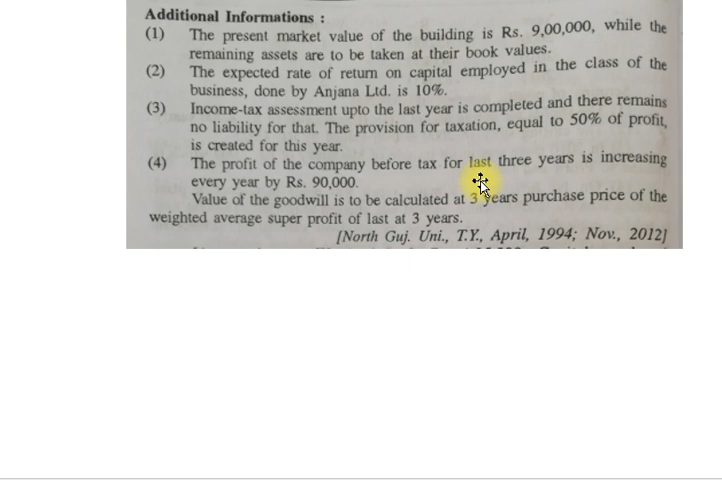 Additional Informations :
(1) The present market value of the building is Rs. 9,00,000, while the
remaining assets are to be taken at their book values.
(2) The expected rate of return on capital employed in the class of the
business, done by Anjana Ltd. is 10%.
(3) Income-tax assessment upto the last year is completed and there remains
no liability for that. The provision for taxation, equal to 50% of profit,
is created for this year.
(4) The profit of the company before tax for last three years is increasing
every year by Rs. 90,000.
Value of the goodwill is to be calculated at 3 years purchase price of the
weighted average super profit of last at 3 years.
[North Guj. Uni., T.Y., April, 1994; Nov., 2012]